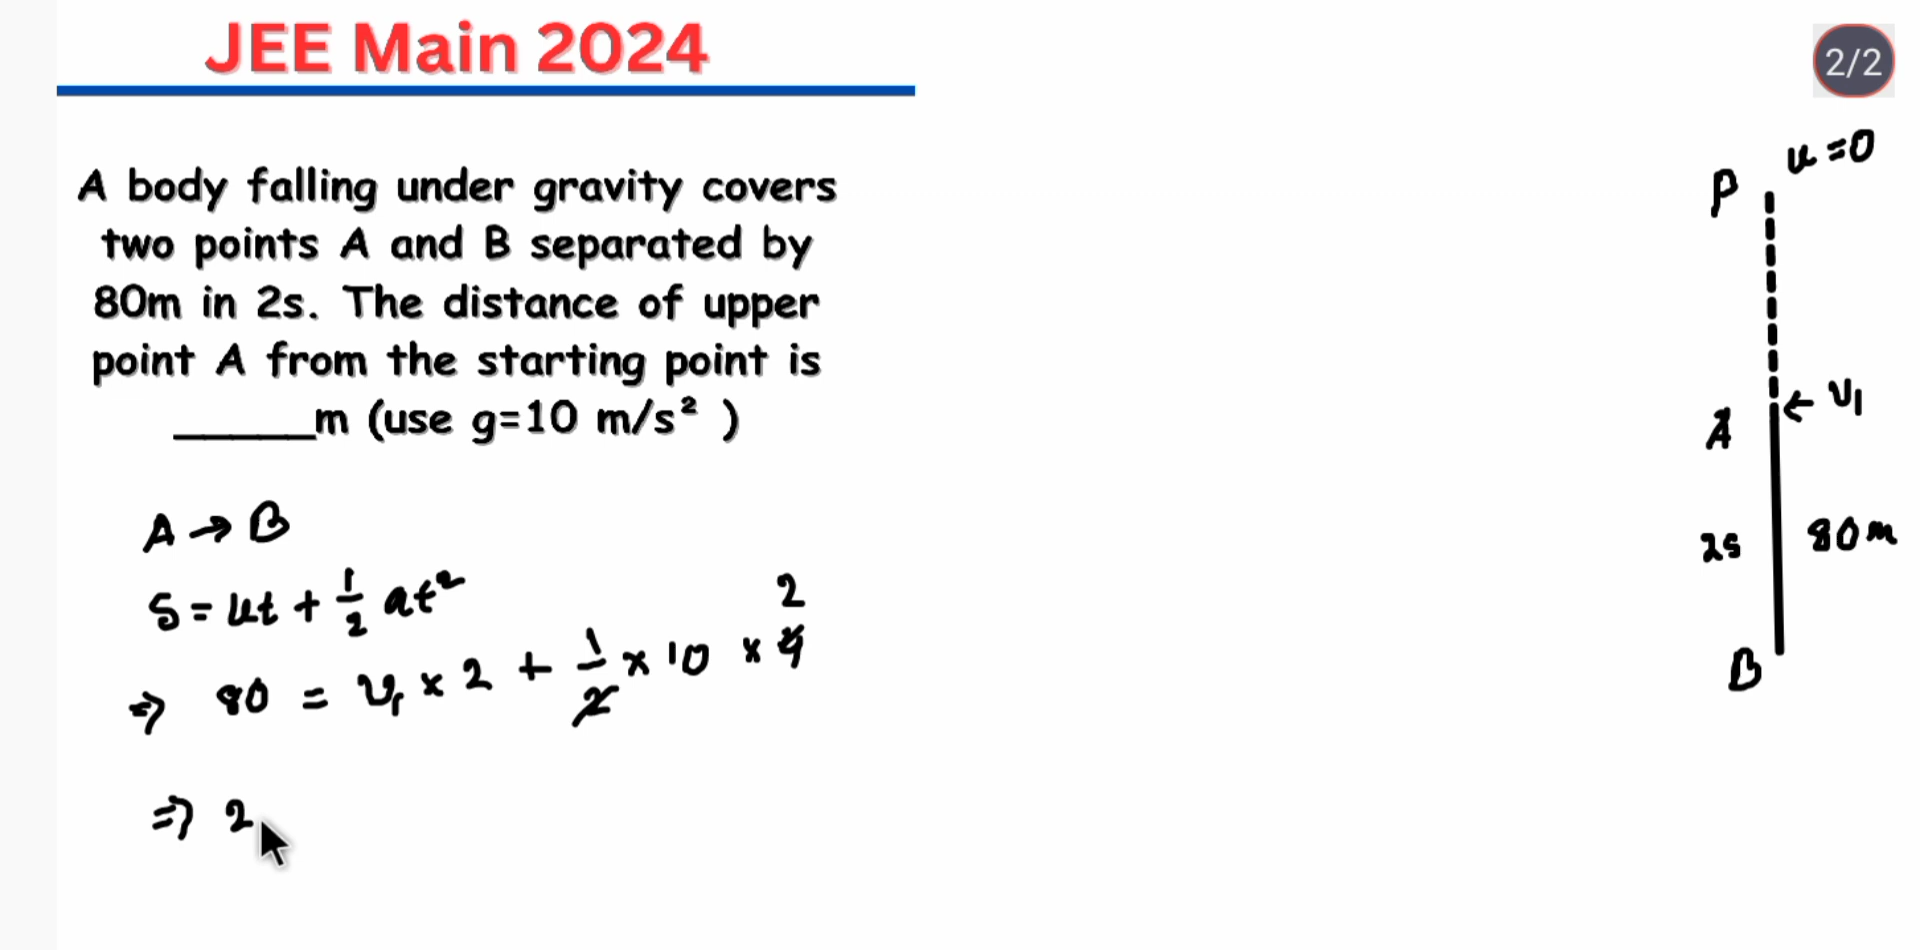 JEE Main 2024
2/2
A body falling under gravity covers
two points A and B separated by
80m in 2s. The distance of upper
point A from the starting point is
______m (use g=10 m/s² )
A → B
S = ut + 1/2 at²
2
⇒ 80 = v₁ × 2 + 1/2 × 10 × 4
⇒ 2
P u = 0
A ← v₁
2s 80m
B